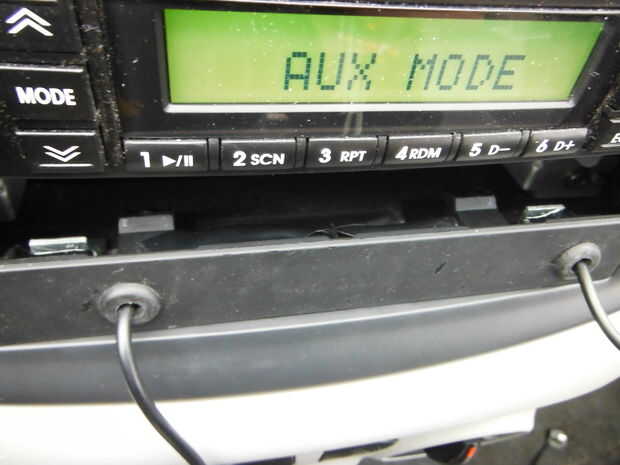 AUX MODE
MODE
1 ▶/II
2 SCN
3 RPT
4 RDM
5 D-
6 D+